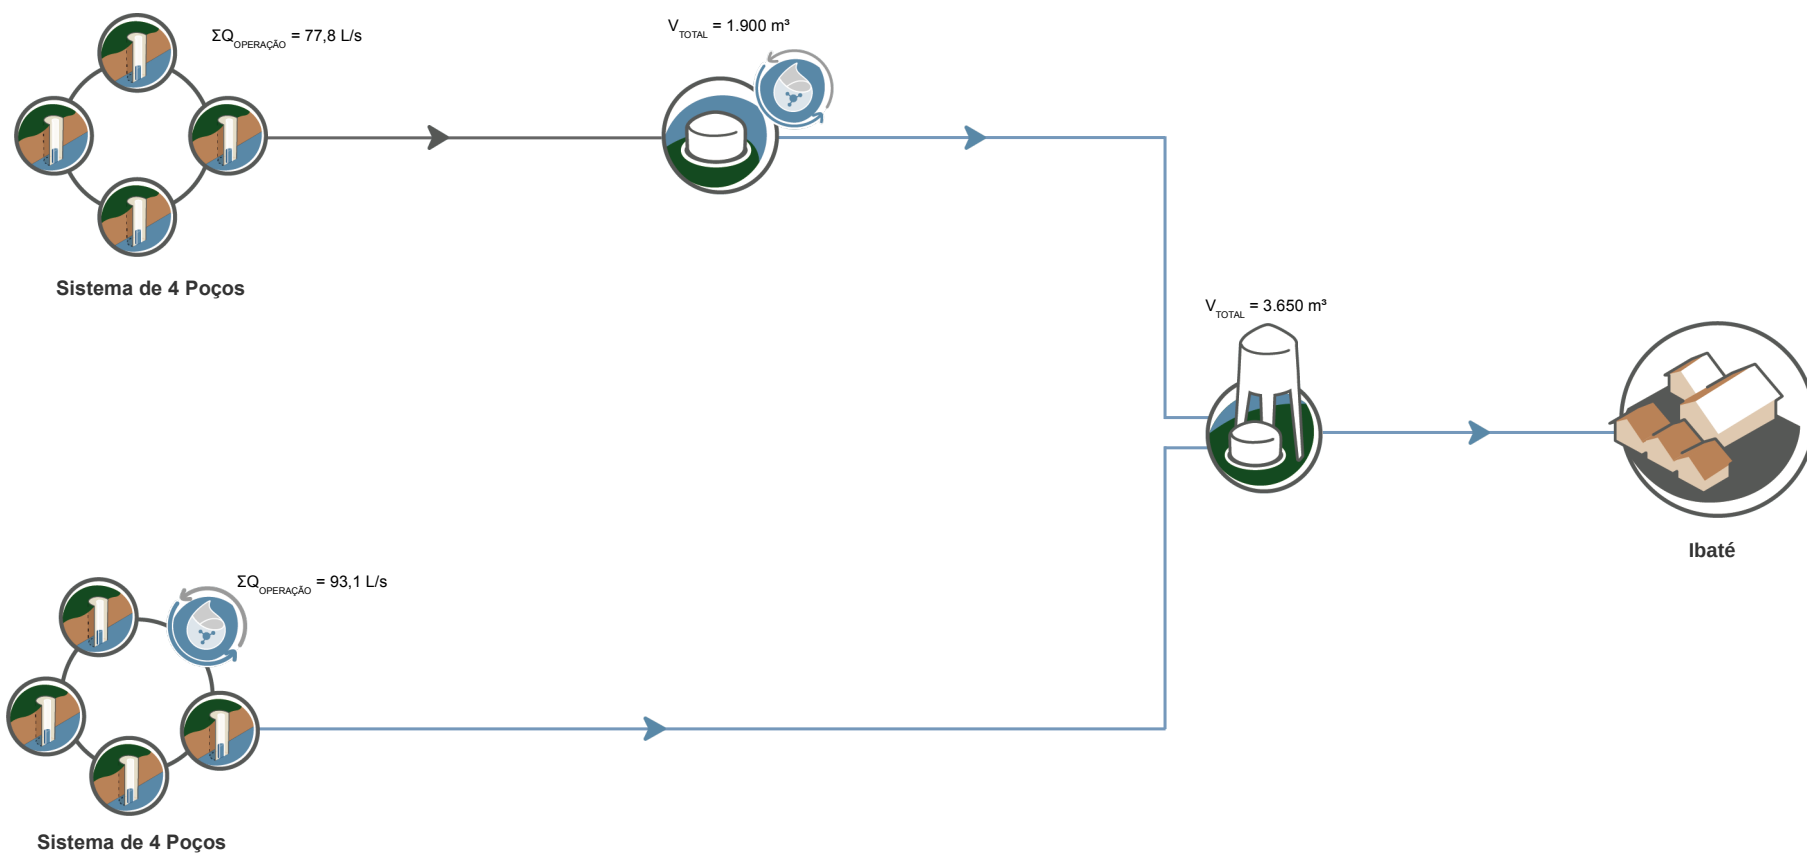 ΣQOPERAÇÃO = 77,8 L/s
VTOTAL = 1.900 m³
Sistema de 4 Poços
VTOTAL = 3.650 m³
Ibaté
ΣQOPERAÇÃO = 93,1 L/s
Sistema de 4 Poços